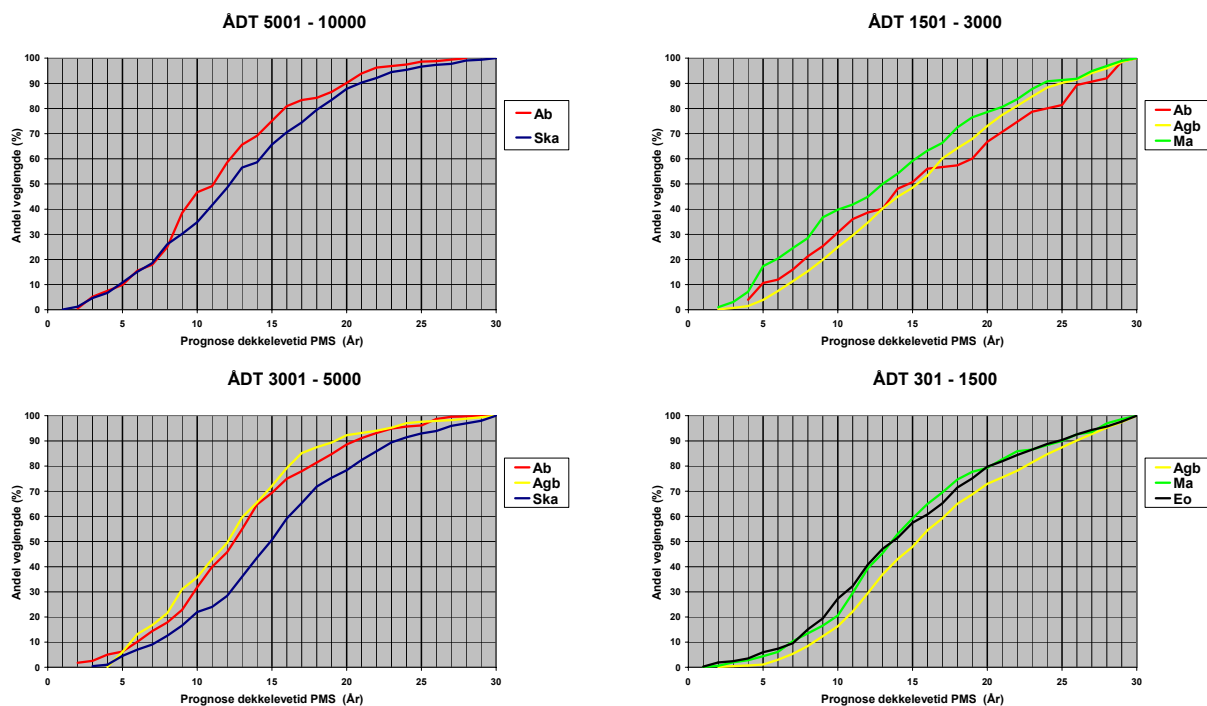 ÅDT 5001 - 10000
100
90
80
70
60
50
40
30
20
10
0
Andel veglengde (%)
0 5 10 15 20 25 30
Prognose dekkelevetid PMS (År)
Ab
Ska
ÅDT 1501 - 3000
100
90
80
70
60
50
40
30
20
10
0
Andel veglengde (%)
0 5 10 15 20 25 30
Prognose dekkelevetid PMS (År)
Ab
Agb
Ma
ÅDT 3001 - 5000
100
90
80
70
60
50
40
30
20
10
0
Andel veglengde (%)
0 5 10 15 20 25 30
Prognose dekkelevetid PMS (År)
Ab
Agb
Ska
ÅDT 301 - 1500
100
90
80
70
60
50
40
30
20
10
0
Andel veglengde (%)
0 5 10 15 20 25 30
Prognose dekkelevetid PMS (År)
Agb
Ma
Eo